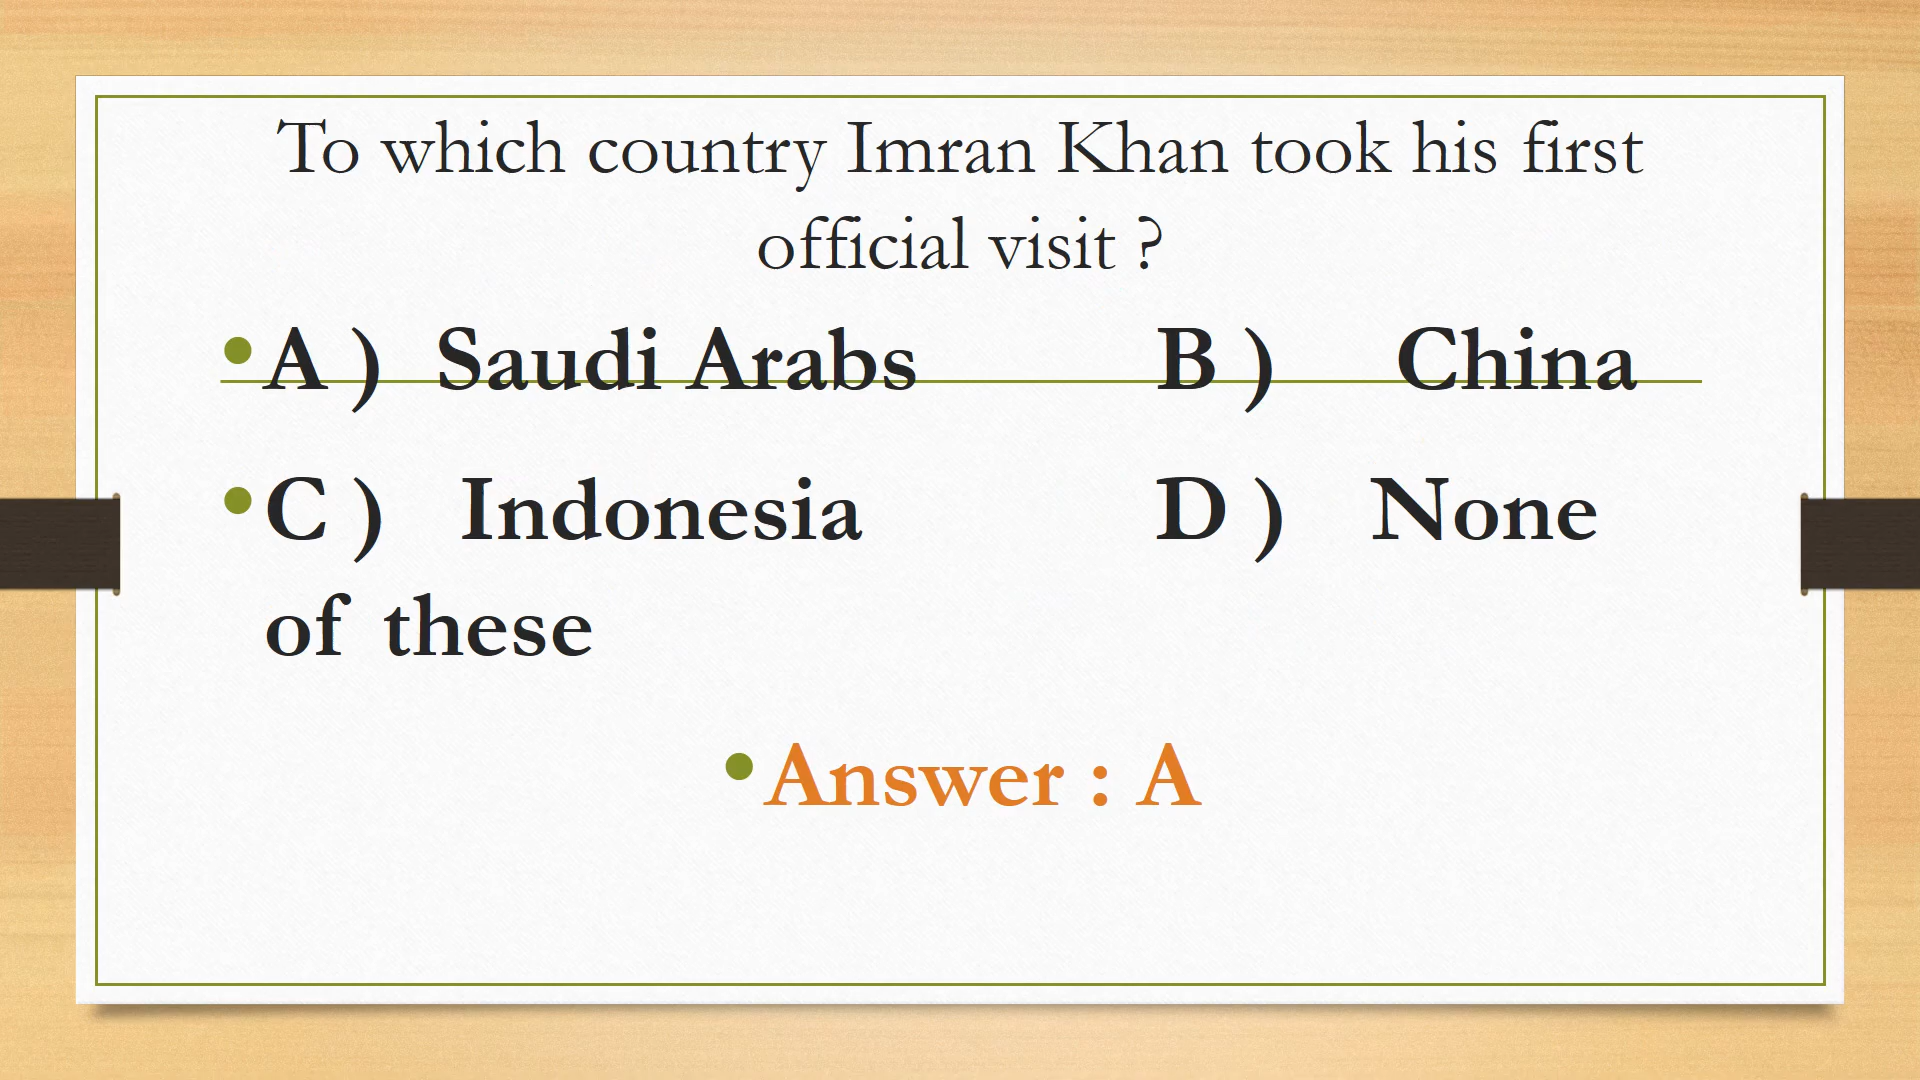 To which country Imran Khan took his first
official visit ?
• A ) Saudi Arabs B ) China
• C ) Indonesia D ) None
of these
• Answer : A